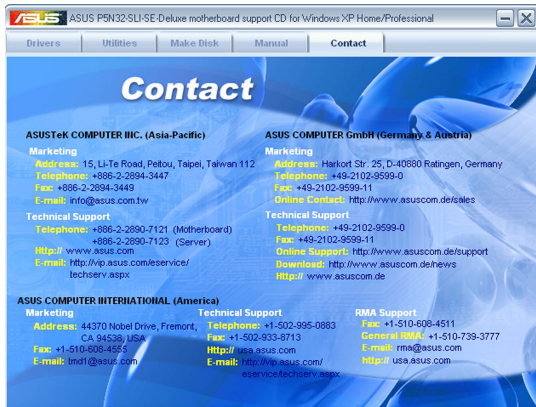 ASUS ASUS P5N32-SLI-SE-Deluxe motherboard support CD for Windows XP Home/Professional
Drivers Utilities Make Disk Manual Contact
Contact
ASUSTeK COMPUTER INC. (Asia-Pacific)
Marketing
Address: 15, Li-Te Road, Peitou, Taipei, Taiwan 112
Telephone: +886-2-2894-3447
Fax: +886-2-2894-3449
E-mail: info@asus.com.tw
Technical Support
Telephone: +886-2-2890-7121 (Motherboard)
+886-2-2890-7123 (Server)
Http:// www.asus.com
E-mail: http://vip.asus.com/eservice/
techserv.aspx
ASUS COMPUTER GmbH (Germany & Austria)
Marketing
Address: Harkort Str. 25, D-40880 Ratingen, Germany
Telephone: +49-2102-9599-0
Fax: +49-2102-9599-11
Online Contact: http://www.asuscom.de/sales
Technical Support
Telephone: +49-2102-9599-0
Fax: +49-2102-9599-11
Online Support: http://www.asuscom.de/support
Download: http://www.asuscom.de/news
Http:// www.asuscom.de
ASUS COMPUTER INTERNATIONAL (America)
Marketing
Address: 44370 Nobel Drive, Fremont,
CA 94538, USA
Fax: +1-510-608-4555
E-mail: tmd1@asus.com
Technical Support
Telephone: +1-502-995-0883
Fax: +1-502-933-8713
Http:// usa.asus.com
E-mail: http://vip.asus.com/
eservice/techserv.aspx
RMA Support
Fax: +1-510-608-4511
General RMA: +1-510-739-3777
E-mail: rma@asus.com
http:// usa.asus.com